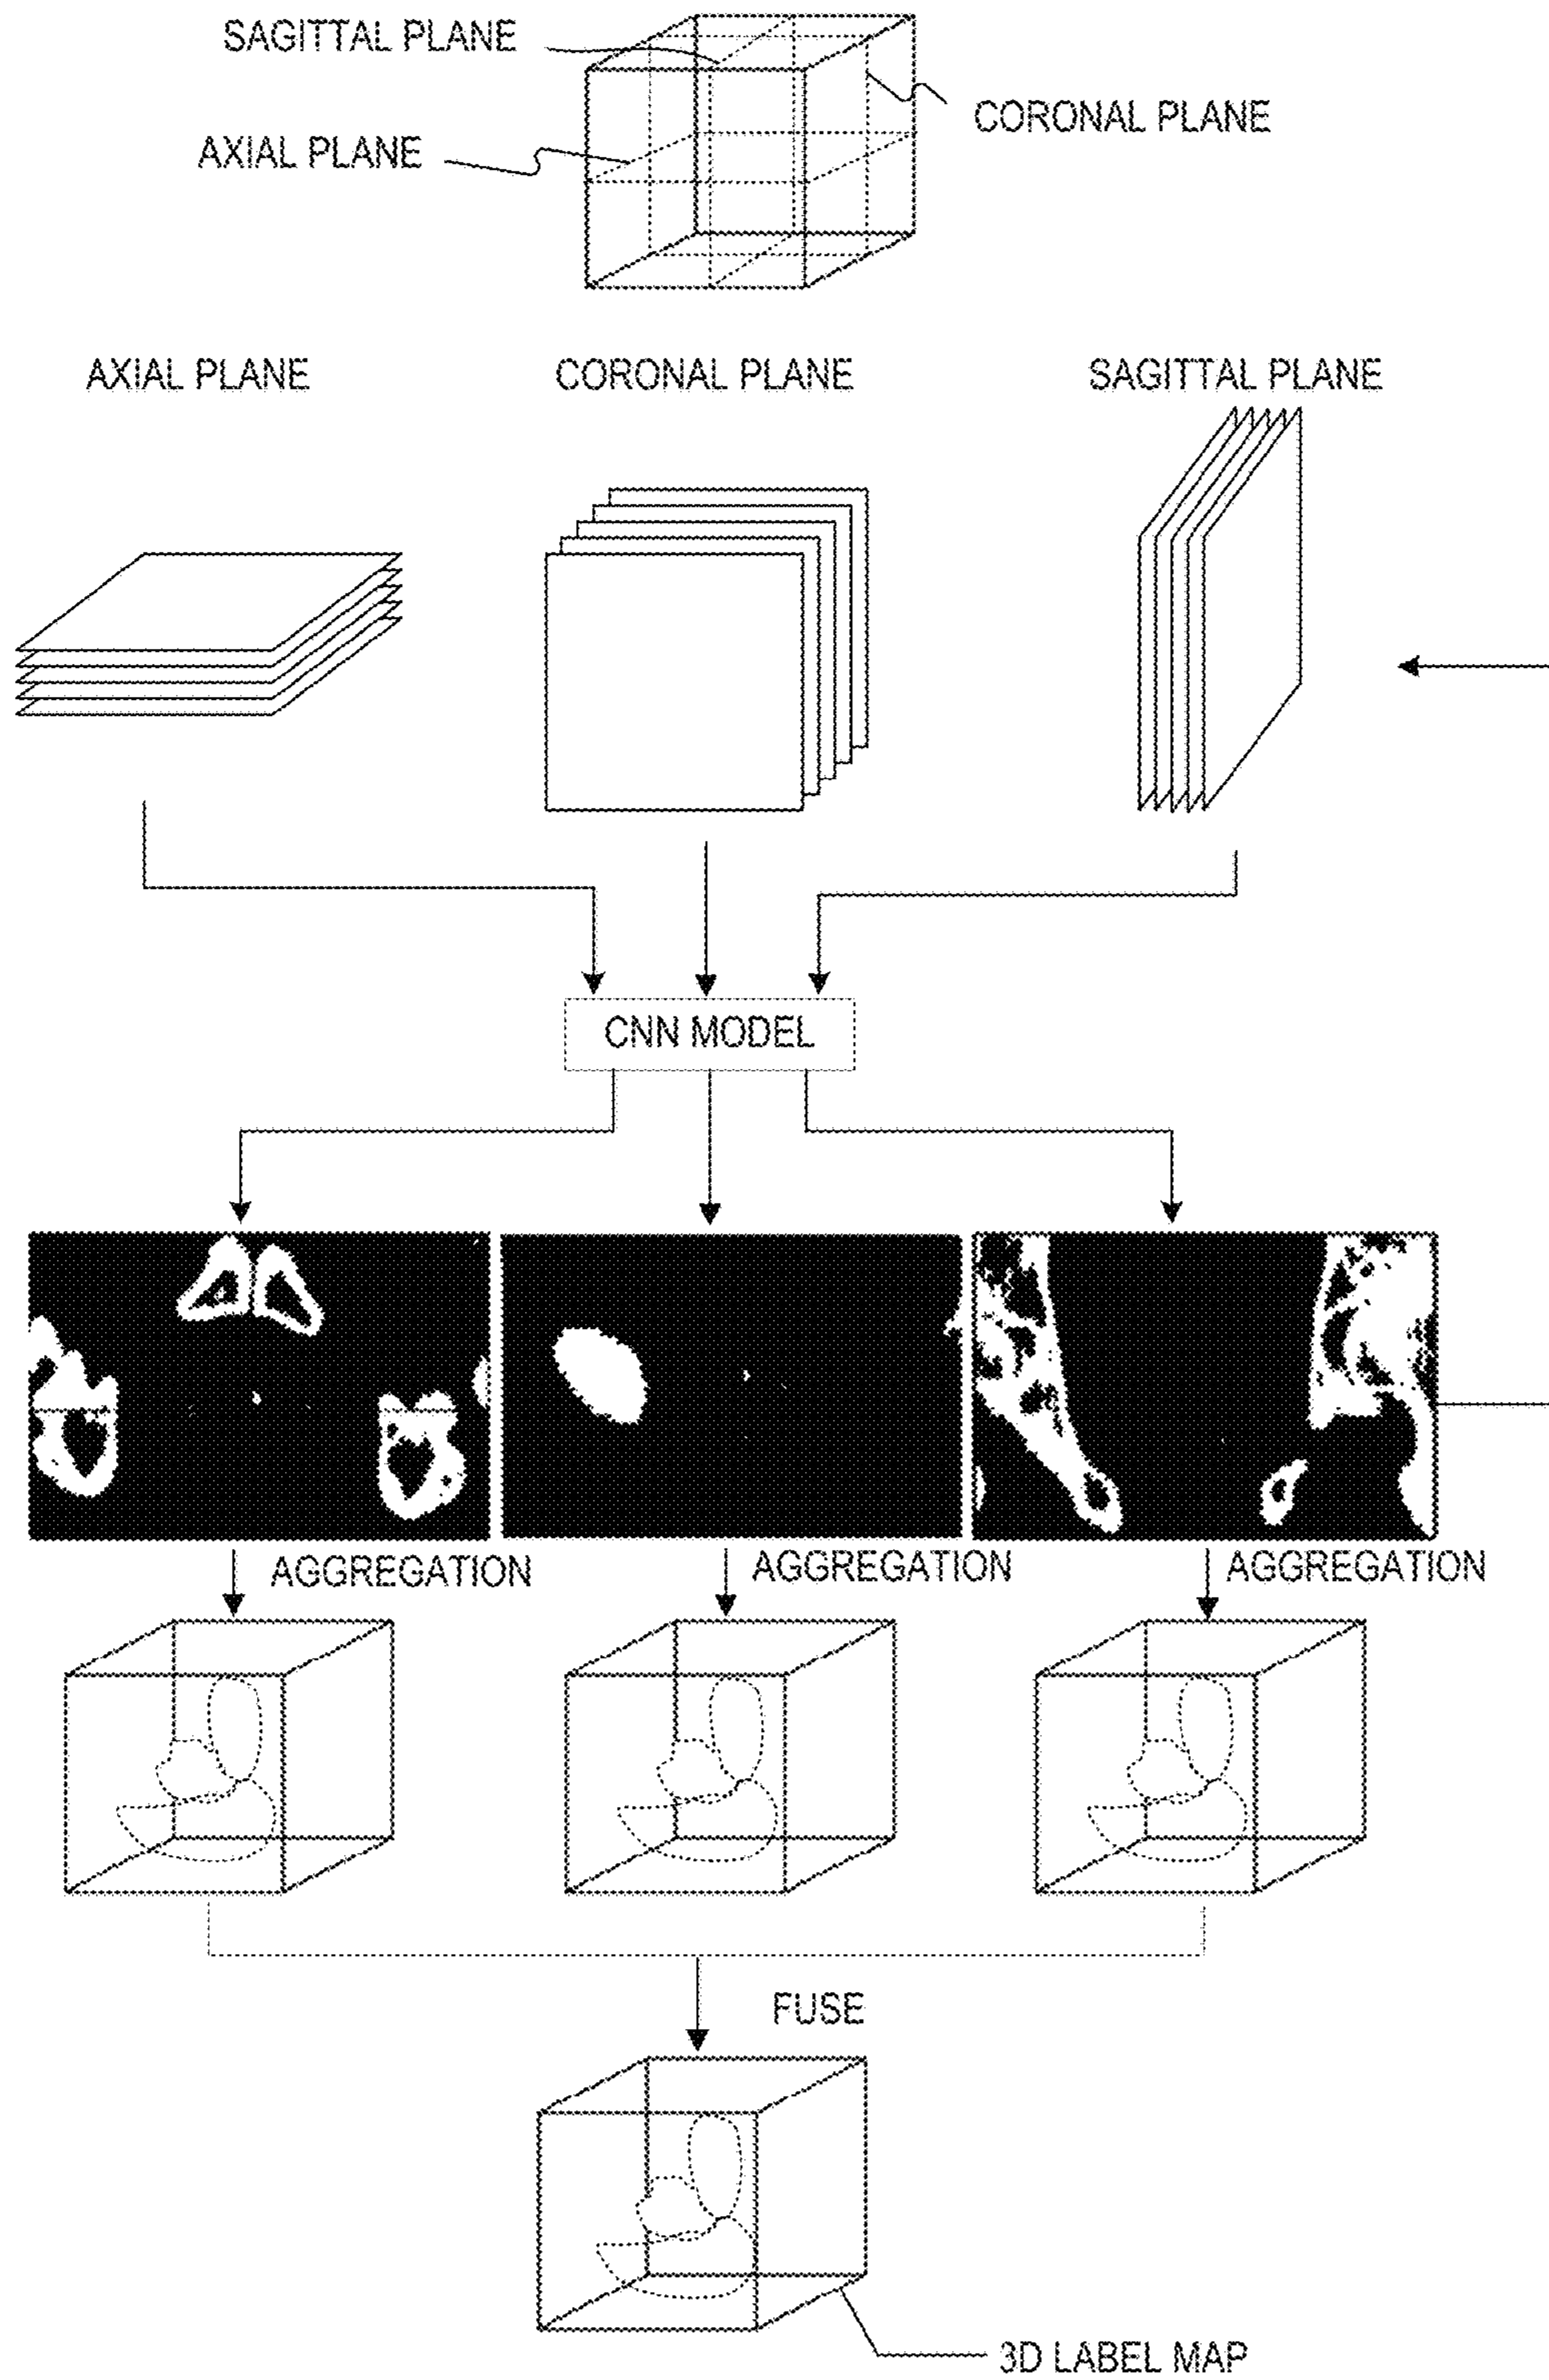 SAGITTAL PLANE
CORONAL PLANE
AXIAL PLANE
AXIAL PLANE
CORONAL PLANE
SAGITTAL PLANE
CNN MODEL
AGGREGATION
AGGREGATION
AGGREGATION
FUSE
3D LABEL MAP